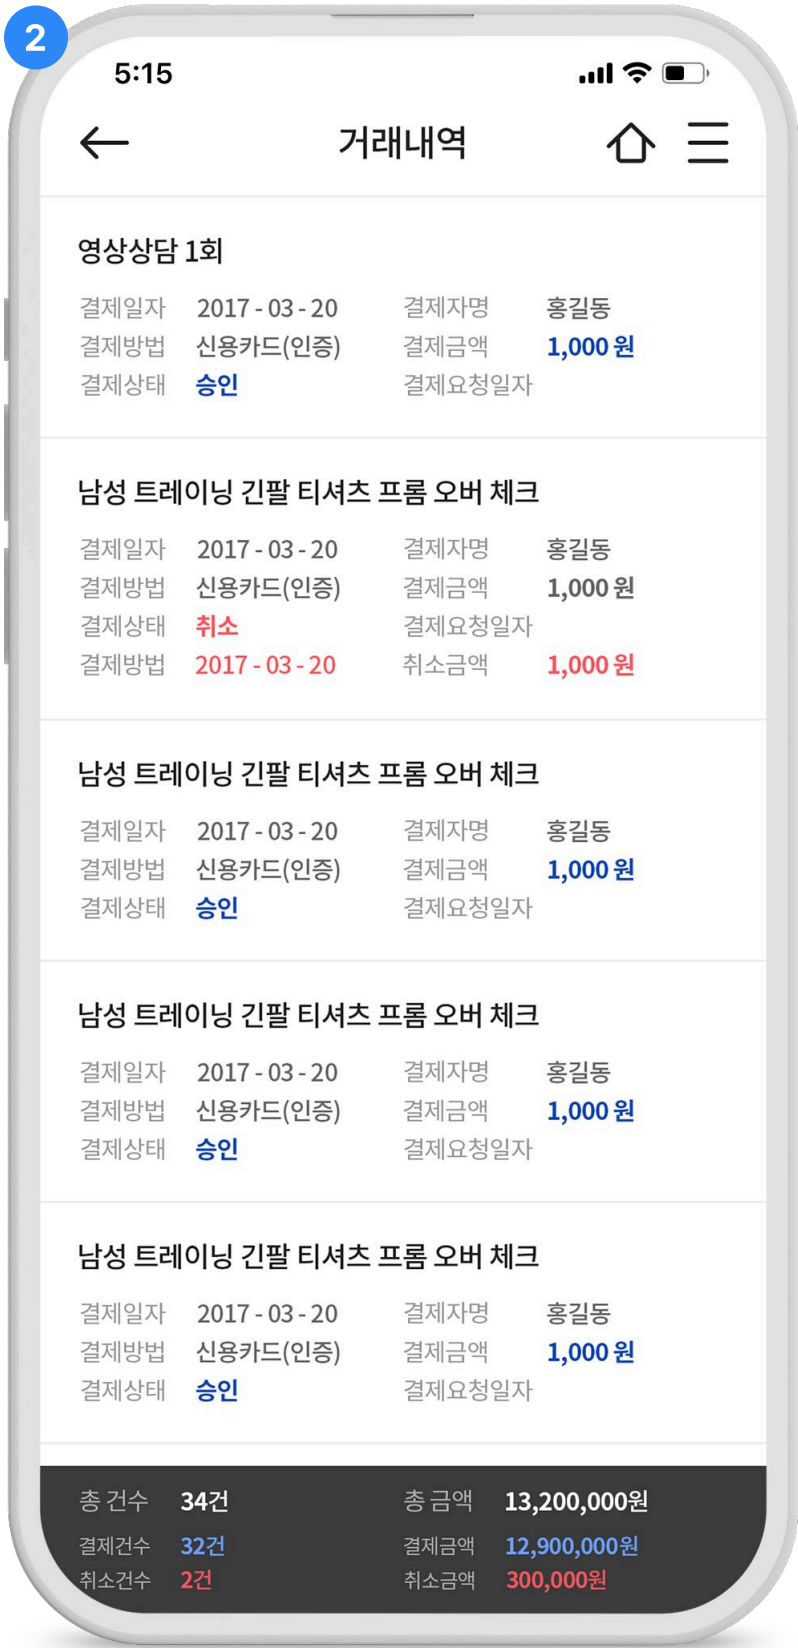 2
5:15
거래내역
영상상담 1회
결제일자 2017 - 03 - 20 결제자명 홍길동
결제방법 신용카드(인증) 결제금액 1,000 원
결제상태 승인 결제요청일자
남성 트레이닝 긴팔 티셔츠 프롬 오버 체크
결제일자 2017 - 03 - 20 결제자명 홍길동
결제방법 신용카드(인증) 결제금액 1,000 원
결제상태 취소 결제요청일자
결제방법 2017 - 03 - 20 취소금액 1,000 원
남성 트레이닝 긴팔 티셔츠 프롬 오버 체크
결제일자 2017 - 03 - 20 결제자명 홍길동
결제방법 신용카드(인증) 결제금액 1,000 원
결제상태 승인 결제요청일자
남성 트레이닝 긴팔 티셔츠 프롬 오버 체크
결제일자 2017 - 03 - 20 결제자명 홍길동
결제방법 신용카드(인증) 결제금액 1,000 원
결제상태 승인 결제요청일자
남성 트레이닝 긴팔 티셔츠 프롬 오버 체크
결제일자 2017 - 03 - 20 결제자명 홍길동
결제방법 신용카드(인증) 결제금액 1,000 원
결제상태 승인 결제요청일자
총 건수 34건 총 금액 13,200,000원
결제건수 32건 결제금액 12,900,000원
취소건수 2건 취소금액 300,000원